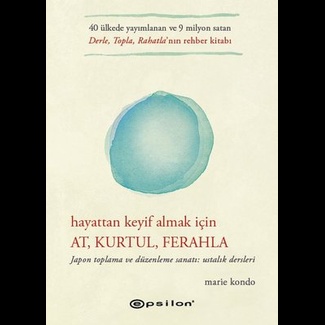 40 ülkede yayımlanan ve 9 milyon satan
Derle, Topla, Rahatla'nın rehber kitabı
hayattan keyif almak için
AT, KURTUL, FERAHLA
Japon toplama ve düzenleme sanatı: ustalık dersleri
marie kondo
epsilon®